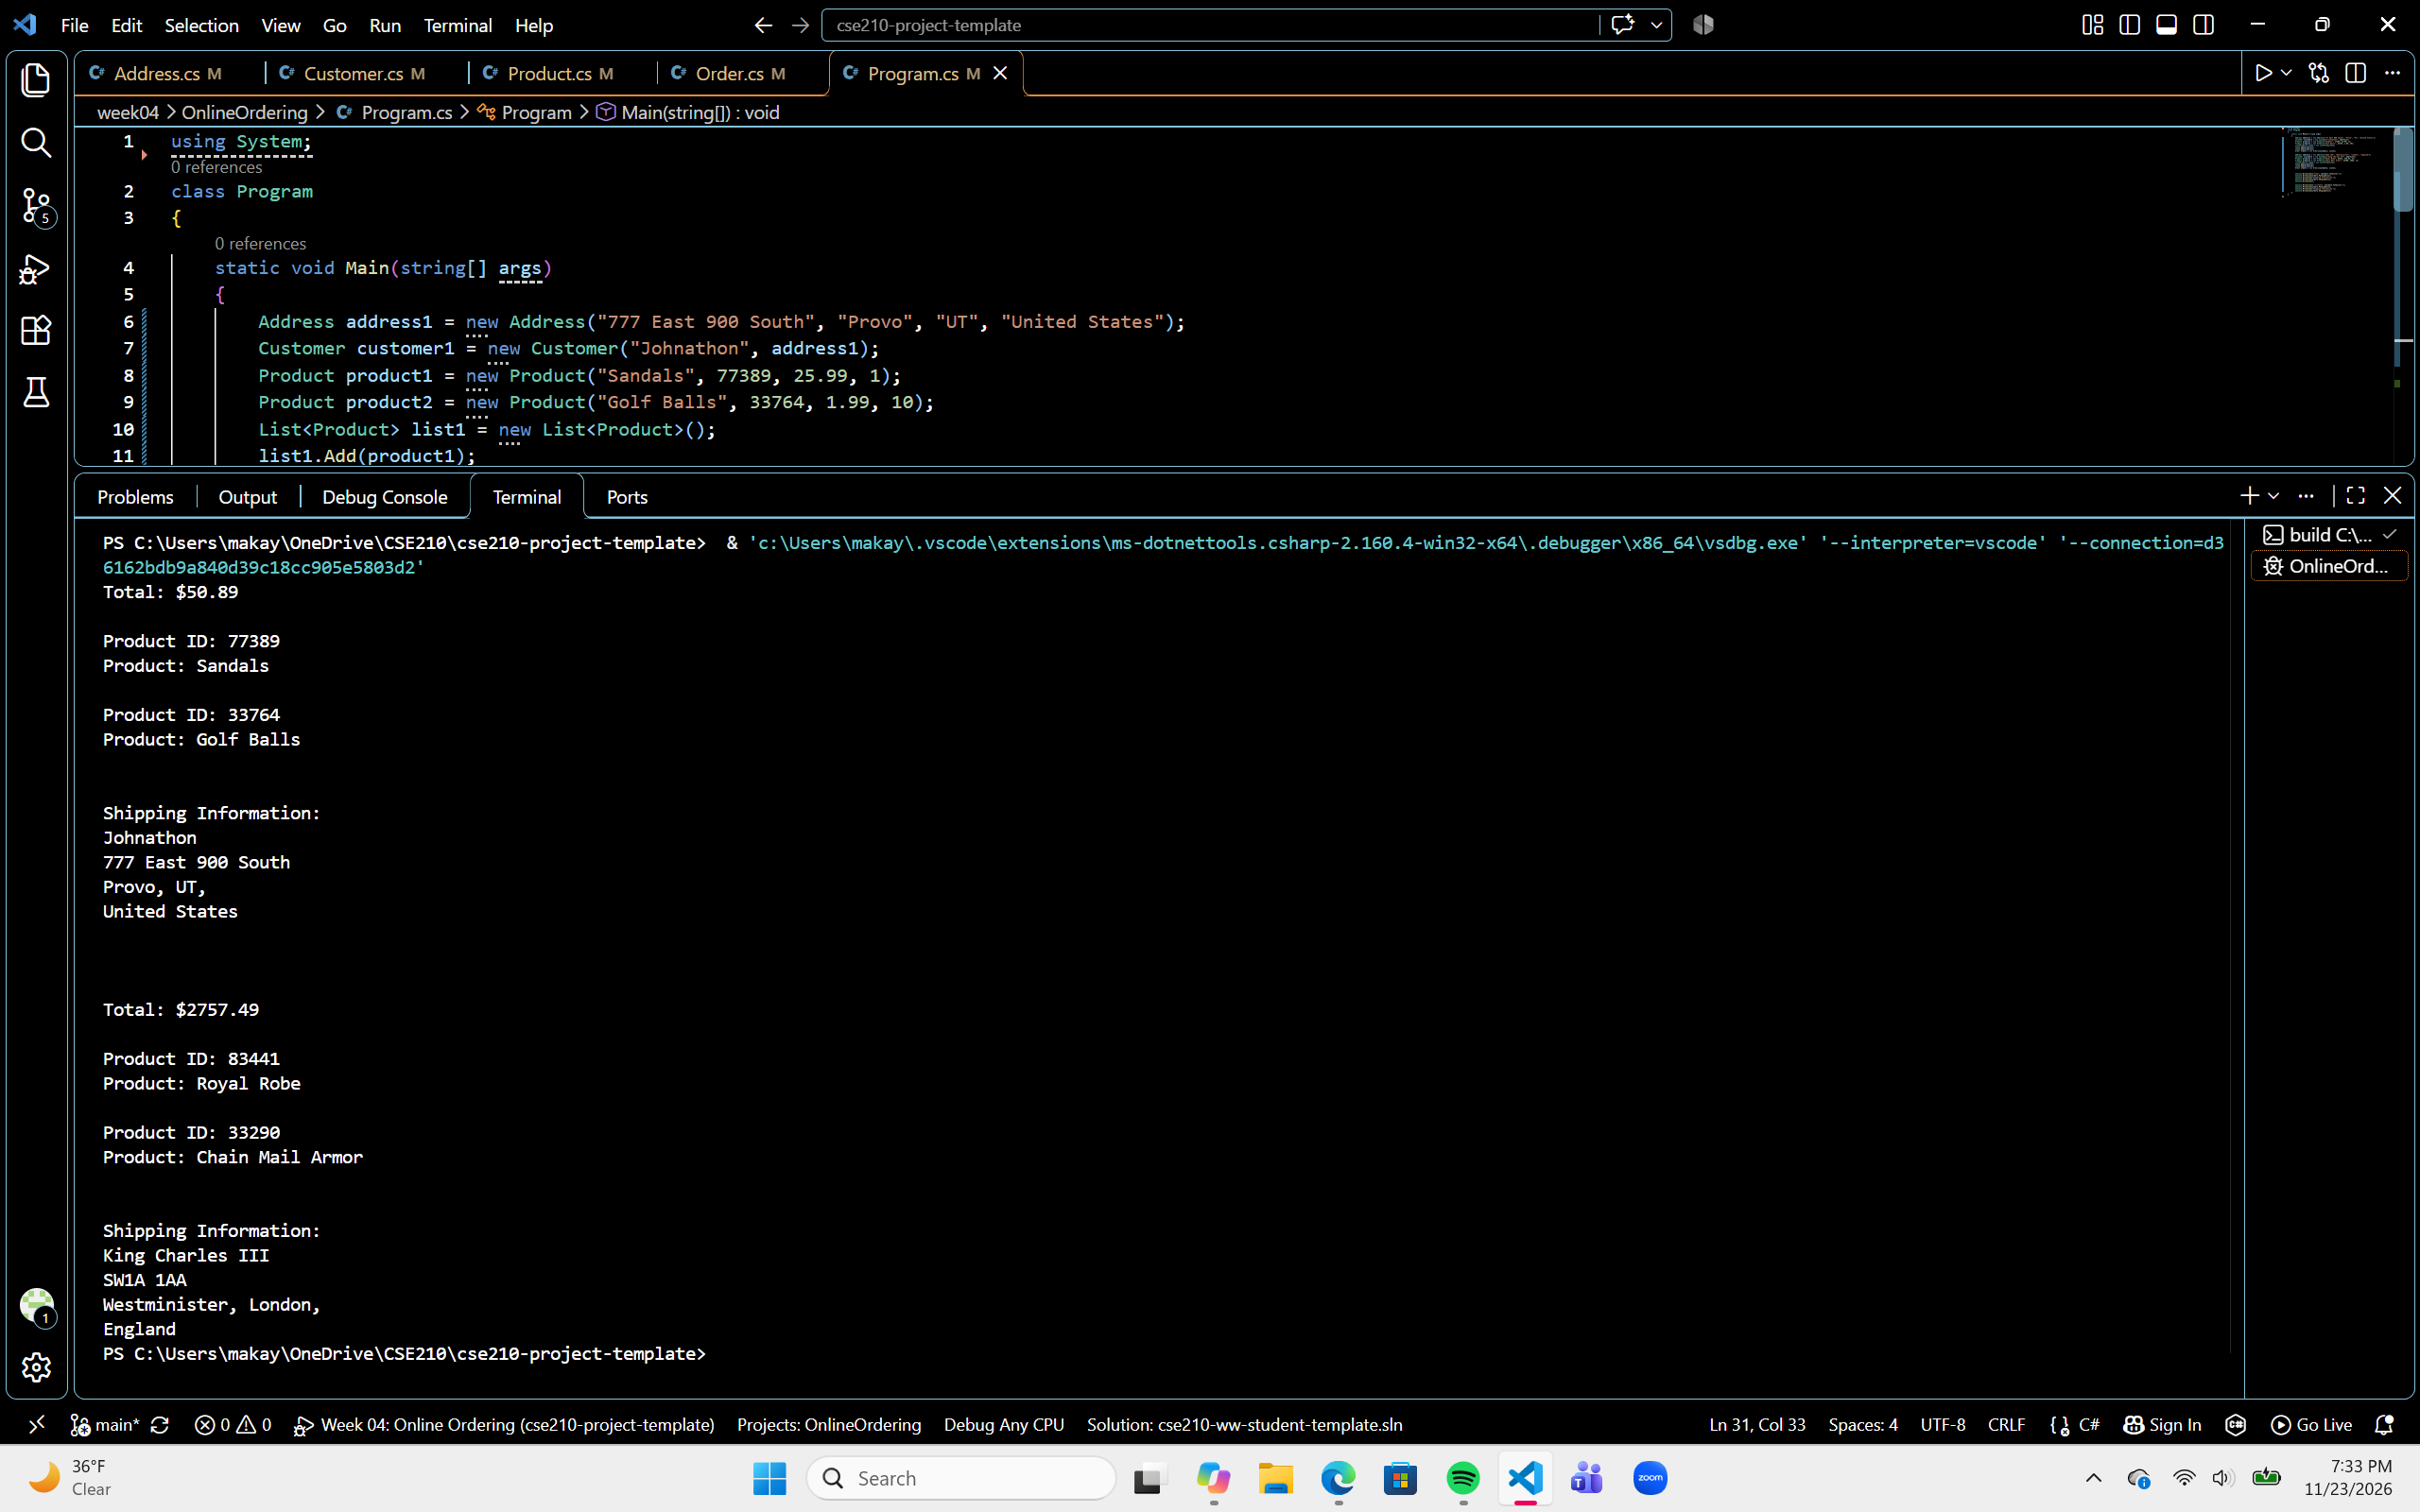 File Edit Selection View Go Run Terminal Help
cse210-project-template
Address.cs M
Customer.cs M
Product.cs M
Order.cs M
Program.cs M
week04 > OnlineOrdering > Program.cs > Program > Main(string[]) : void
1 using System;
0 references
2 class Program
3 {
0 references
4 static void Main(string[] args)
5 {
6 Address address1 = new Address("777 East 900 South", "Provo", "UT", "United States");
7 Customer customer1 = new Customer("Johnathon", address1);
8 Product product1 = new Product("Sandals", 77389, 25.99, 1);
9 Product product2 = new Product("Golf Balls", 33764, 1.99, 10);
10 List<Product> list1 = new List<Product>();
11 list1.Add(product1);
Problems Output Debug Console Terminal Ports
PS C:\Users\makay\OneDrive\CSE210\cse210-project-template>  & 'c:\Users\makay\.vscode\extensions\ms-dotnettools.csharp-2.160.4-win32-x64\.debugger\x86_64\vsdbg.exe' '--interpreter=vscode' '--connection=d3
6162bdb9a840d39c18cc905e5803d2'
Total: $50.89
Product ID: 77389
Product: Sandals
Product ID: 33764
Product: Golf Balls
Shipping Information:
Johnathon
777 East 900 South
Provo, UT,
United States
Total: $2757.49
Product ID: 83441
Product: Royal Robe
Product ID: 33290
Product: Chain Mail Armor
Shipping Information:
King Charles III
SW1A 1AA
Westminister, London,
England
PS C:\Users\makay\OneDrive\CSE210\cse210-project-template>
build C:\...
OnlineOrd...
5
1
main* 0 0 Week 04: Online Ordering (cse210-project-template) Projects: OnlineOrdering Debug Any CPU Solution: cse210-ww-student-template.sln Ln 31, Col 33 Spaces: 4 UTF-8 CRLF C# Sign In Go Live
36°F
Clear
Search
zoom
7:33 PM
11/23/2026